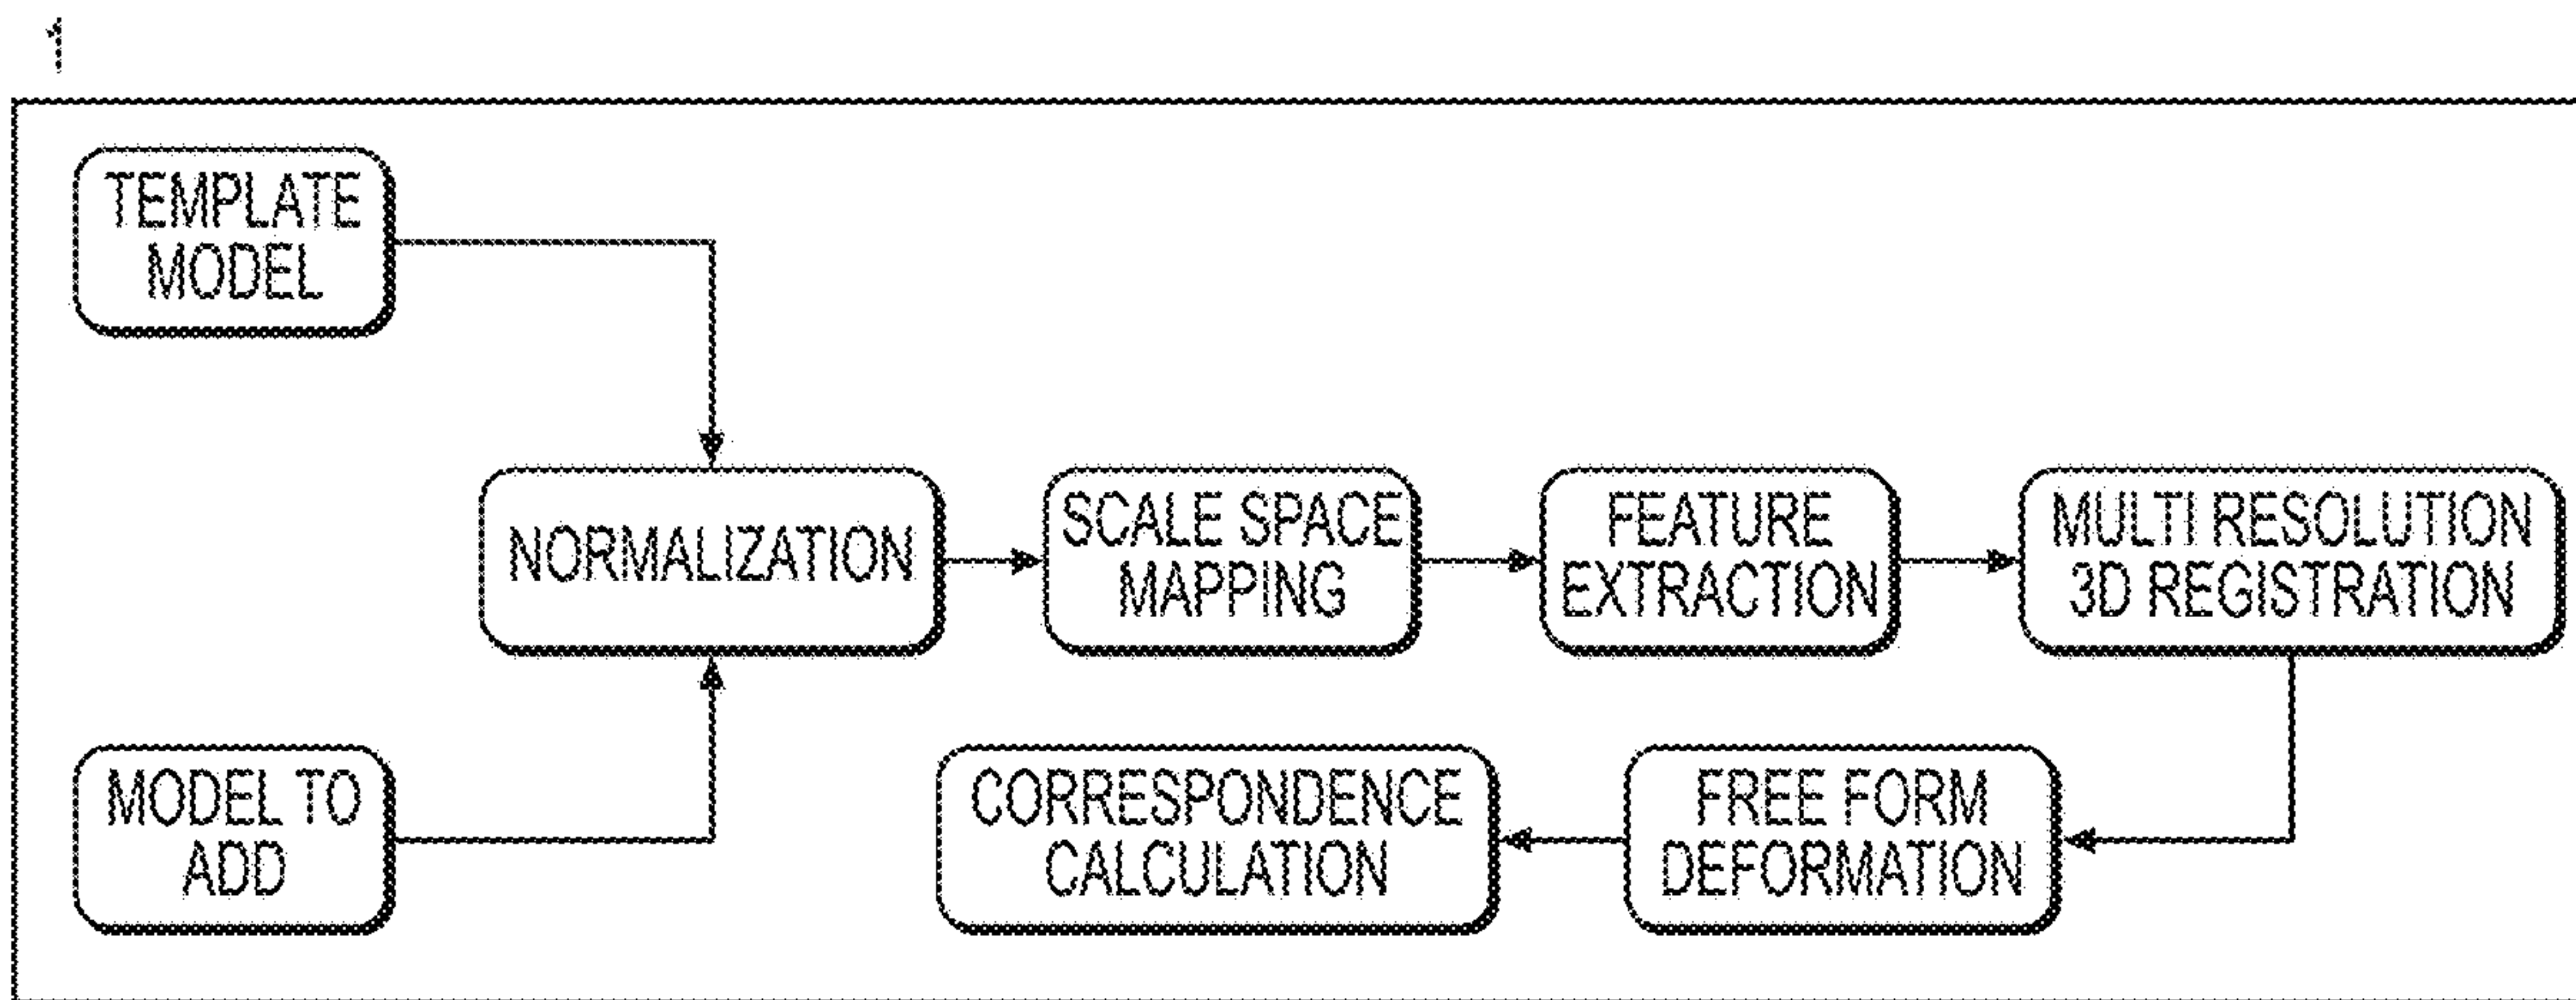 1
TEMPLATE
MODEL
NORMALIZATION
SCALE SPACE
MAPPING
FEATURE
EXTRACTION
MULTI RESOLUTION
3D REGISTRATION
MODEL TO
ADD
CORRESPONDENCE
CALCULATION
FREE FORM
DEFORMATION